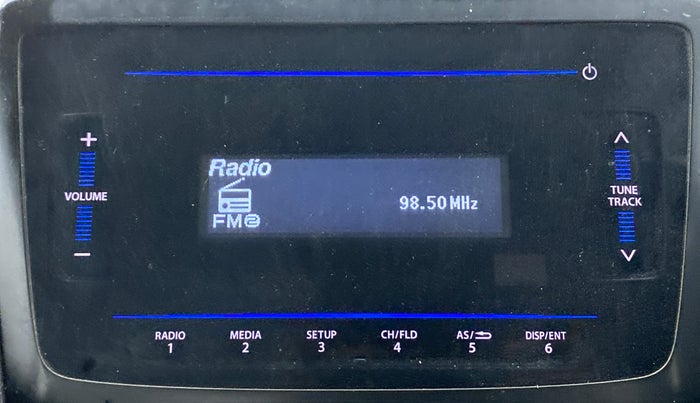 +
VOLUME
−
Radio
FM2
98.50 MHz
TUNE
TRACK
RADIO
1
MEDIA
2
SETUP
3
CH/FLD
4
AS/
5
DISP/ENT
6